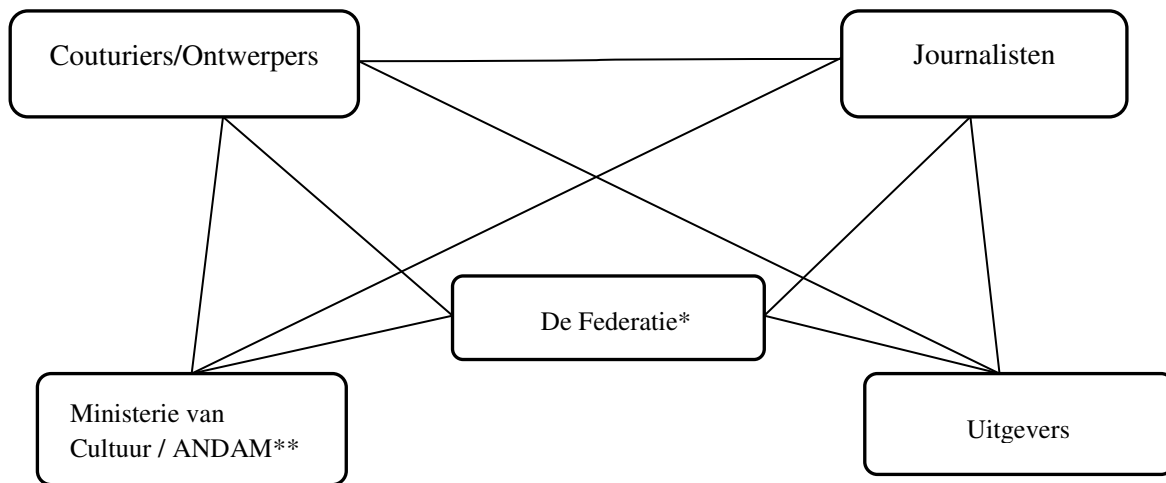 Couturiers/Ontwerpers
Journalisten
De Federatie*
Ministerie van
Cultuur / ANDAM**
Uitgevers